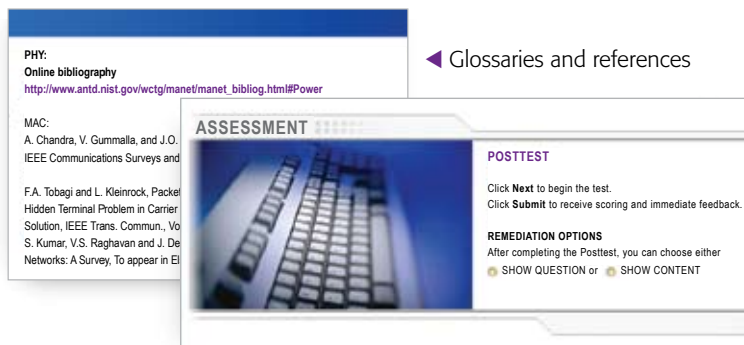 PHY:
Online bibliography
http://www.antd.nist.gov/wctg/manet/manet_bibliog.html#Power
MAC:
A. Chandra, V. Gummalla, and J.O.
IEEE Communications Surveys and
F.A. Tobagi and L. Kleinrock, Packet
Hidden Terminal Problem in Carrier
Solution, IEEE Trans. Commun., Vo
S. Kumar, V.S. Raghavan and J. De
Networks: A Survey, To appear in El
Glossaries and references
ASSESSMENT
POSTTEST
Click Next to begin the test.
Click Submit to receive scoring and immediate feedback.
REMEDIATION OPTIONS
After completing the Posttest, you can choose either
SHOW QUESTION or SHOW CONTENT